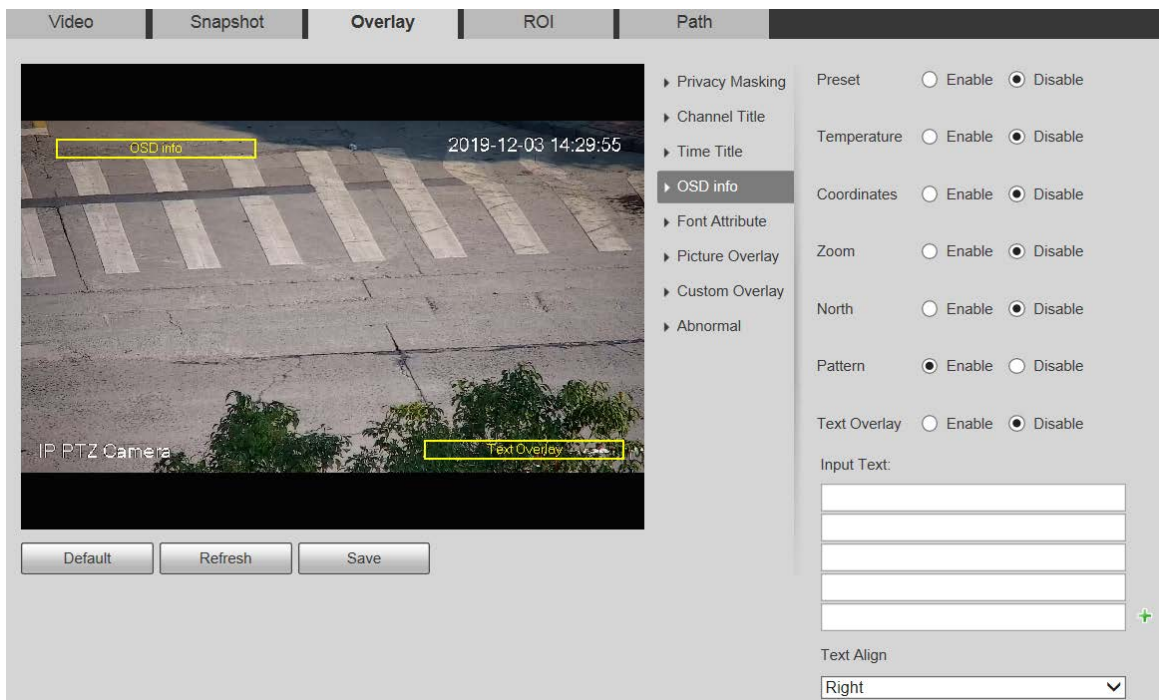 Video Snapshot Overlay ROI Path
OSD info
2019-12-03 14:29:55
IP PTZ Camera
Text Overlay
Default Refresh Save
Privacy Masking
Channel Title
Time Title
OSD info
Font Attribute
Picture Overlay
Custom Overlay
Abnormal
Preset Enable Disable
Temperature Enable Disable
Coordinates Enable Disable
Zoom Enable Disable
North Enable Disable
Pattern Enable Disable
Text Overlay Enable Disable
Input Text:
Text Align
Right